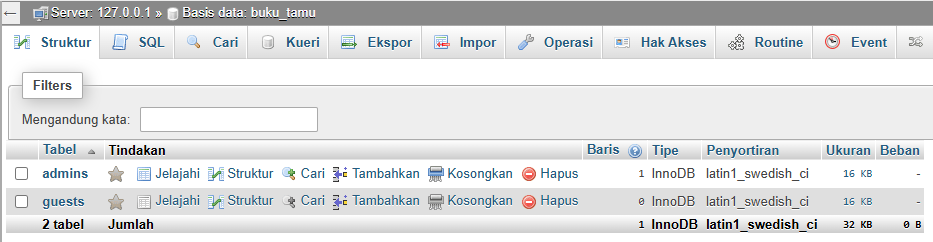 Server: 127.0.0.1 » Basis data: buku_tamu
Struktur SQL Cari Kueri Ekspor Impor Operasi Hak Akses Routine Event
Filters
Mengandung kata:
Tabel Tindakan Baris Tipe Penyortiran Ukuran Beban
admins Jelajahi Struktur Cari Tambahkan Kosongkan Hapus 1 InnoDB latin1_swedish_ci 16 KB -
guests Jelajahi Struktur Cari Tambahkan Kosongkan Hapus 0 InnoDB latin1_swedish_ci 16 KB -
2 tabel Jumlah 1 InnoDB latin1_swedish_ci 32 KB 0 B